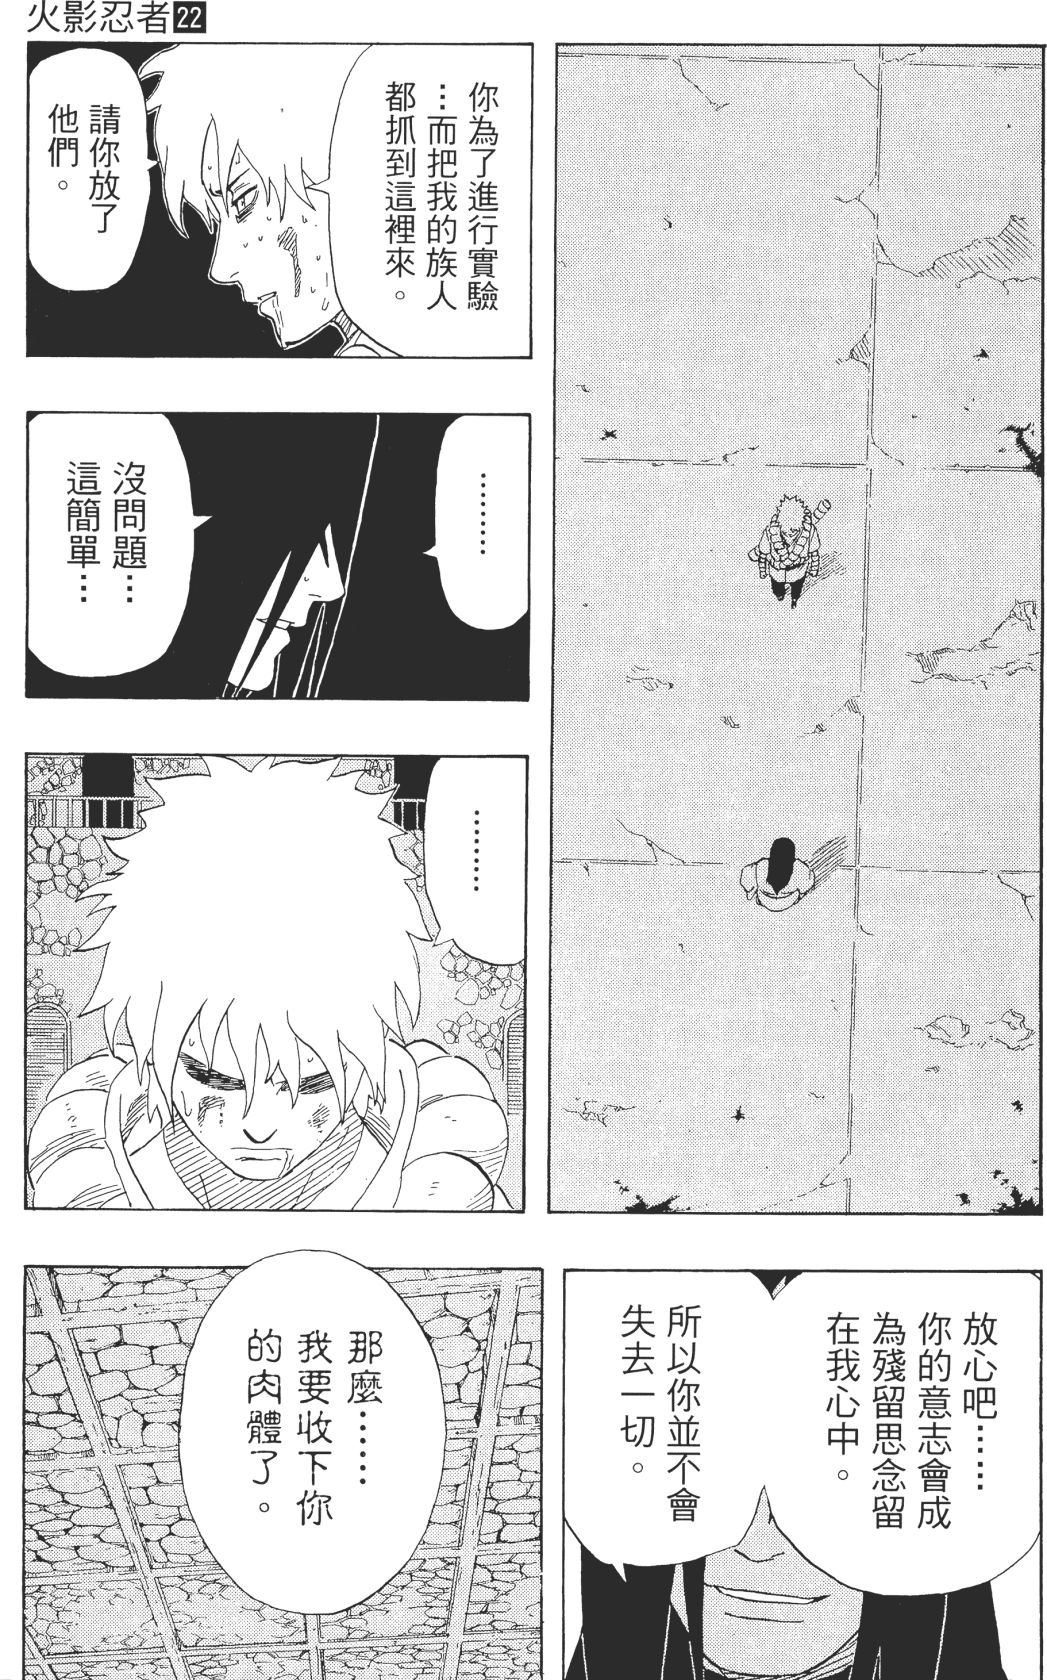 火影忍者22
你為了進行實驗
…而把我的族人
都抓到這裡來。
請你放了
他們。
………
沒問題…
這簡單…
………
放心吧……
你的意志會成
為殘留思念留
在我心中。
所以你並不會
失去一切。
那麼……
我要收下你
的肉體了。